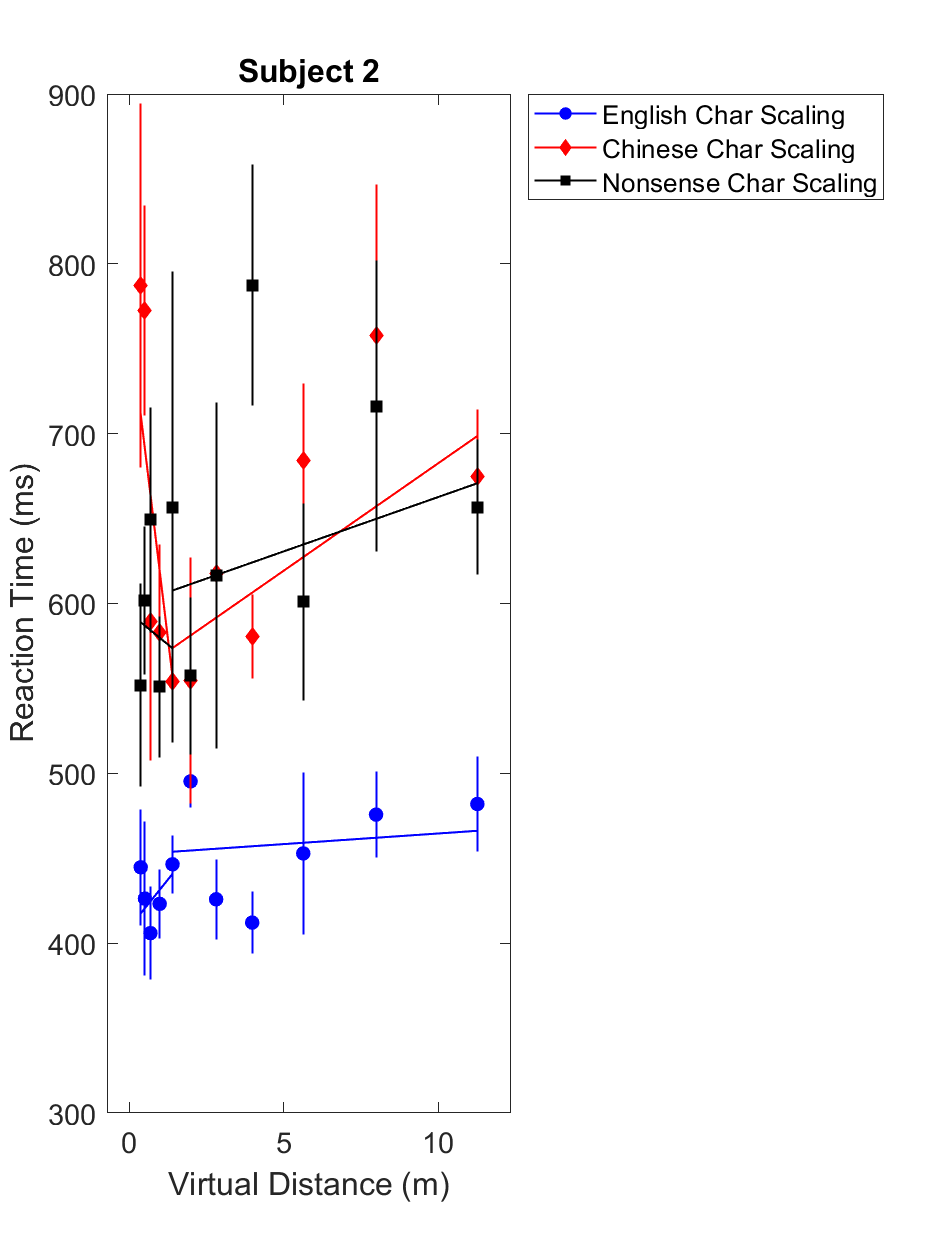 Subject 2
900
800
700
600
500
400
300
0 5 10
Reaction Time (ms)
Virtual Distance (m)
English Char Scaling
Chinese Char Scaling
Nonsense Char Scaling